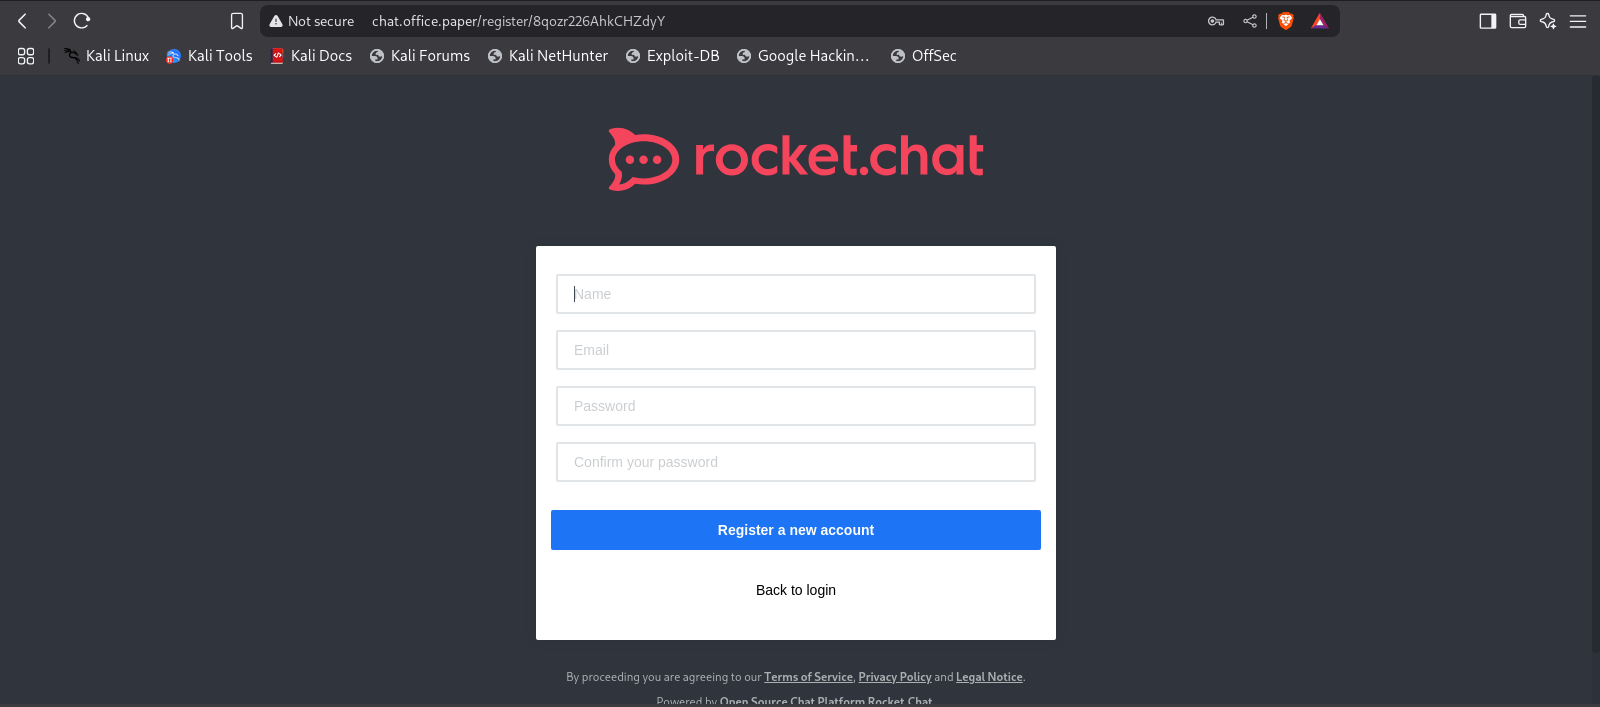 Not secure chat.office.paper/register/8qozr226AhkCHZdyY
Kali Linux Kali Tools Kali Docs Kali Forums Kali NetHunter Exploit-DB Google Hackin... OffSec
rocket.chat
Name
Email
Password
Confirm your password
Register a new account
Back to login
By proceeding you are agreeing to our Terms of Service, Privacy Policy and Legal Notice.
Powered by Open Source Chat Platform Rocket.Chat